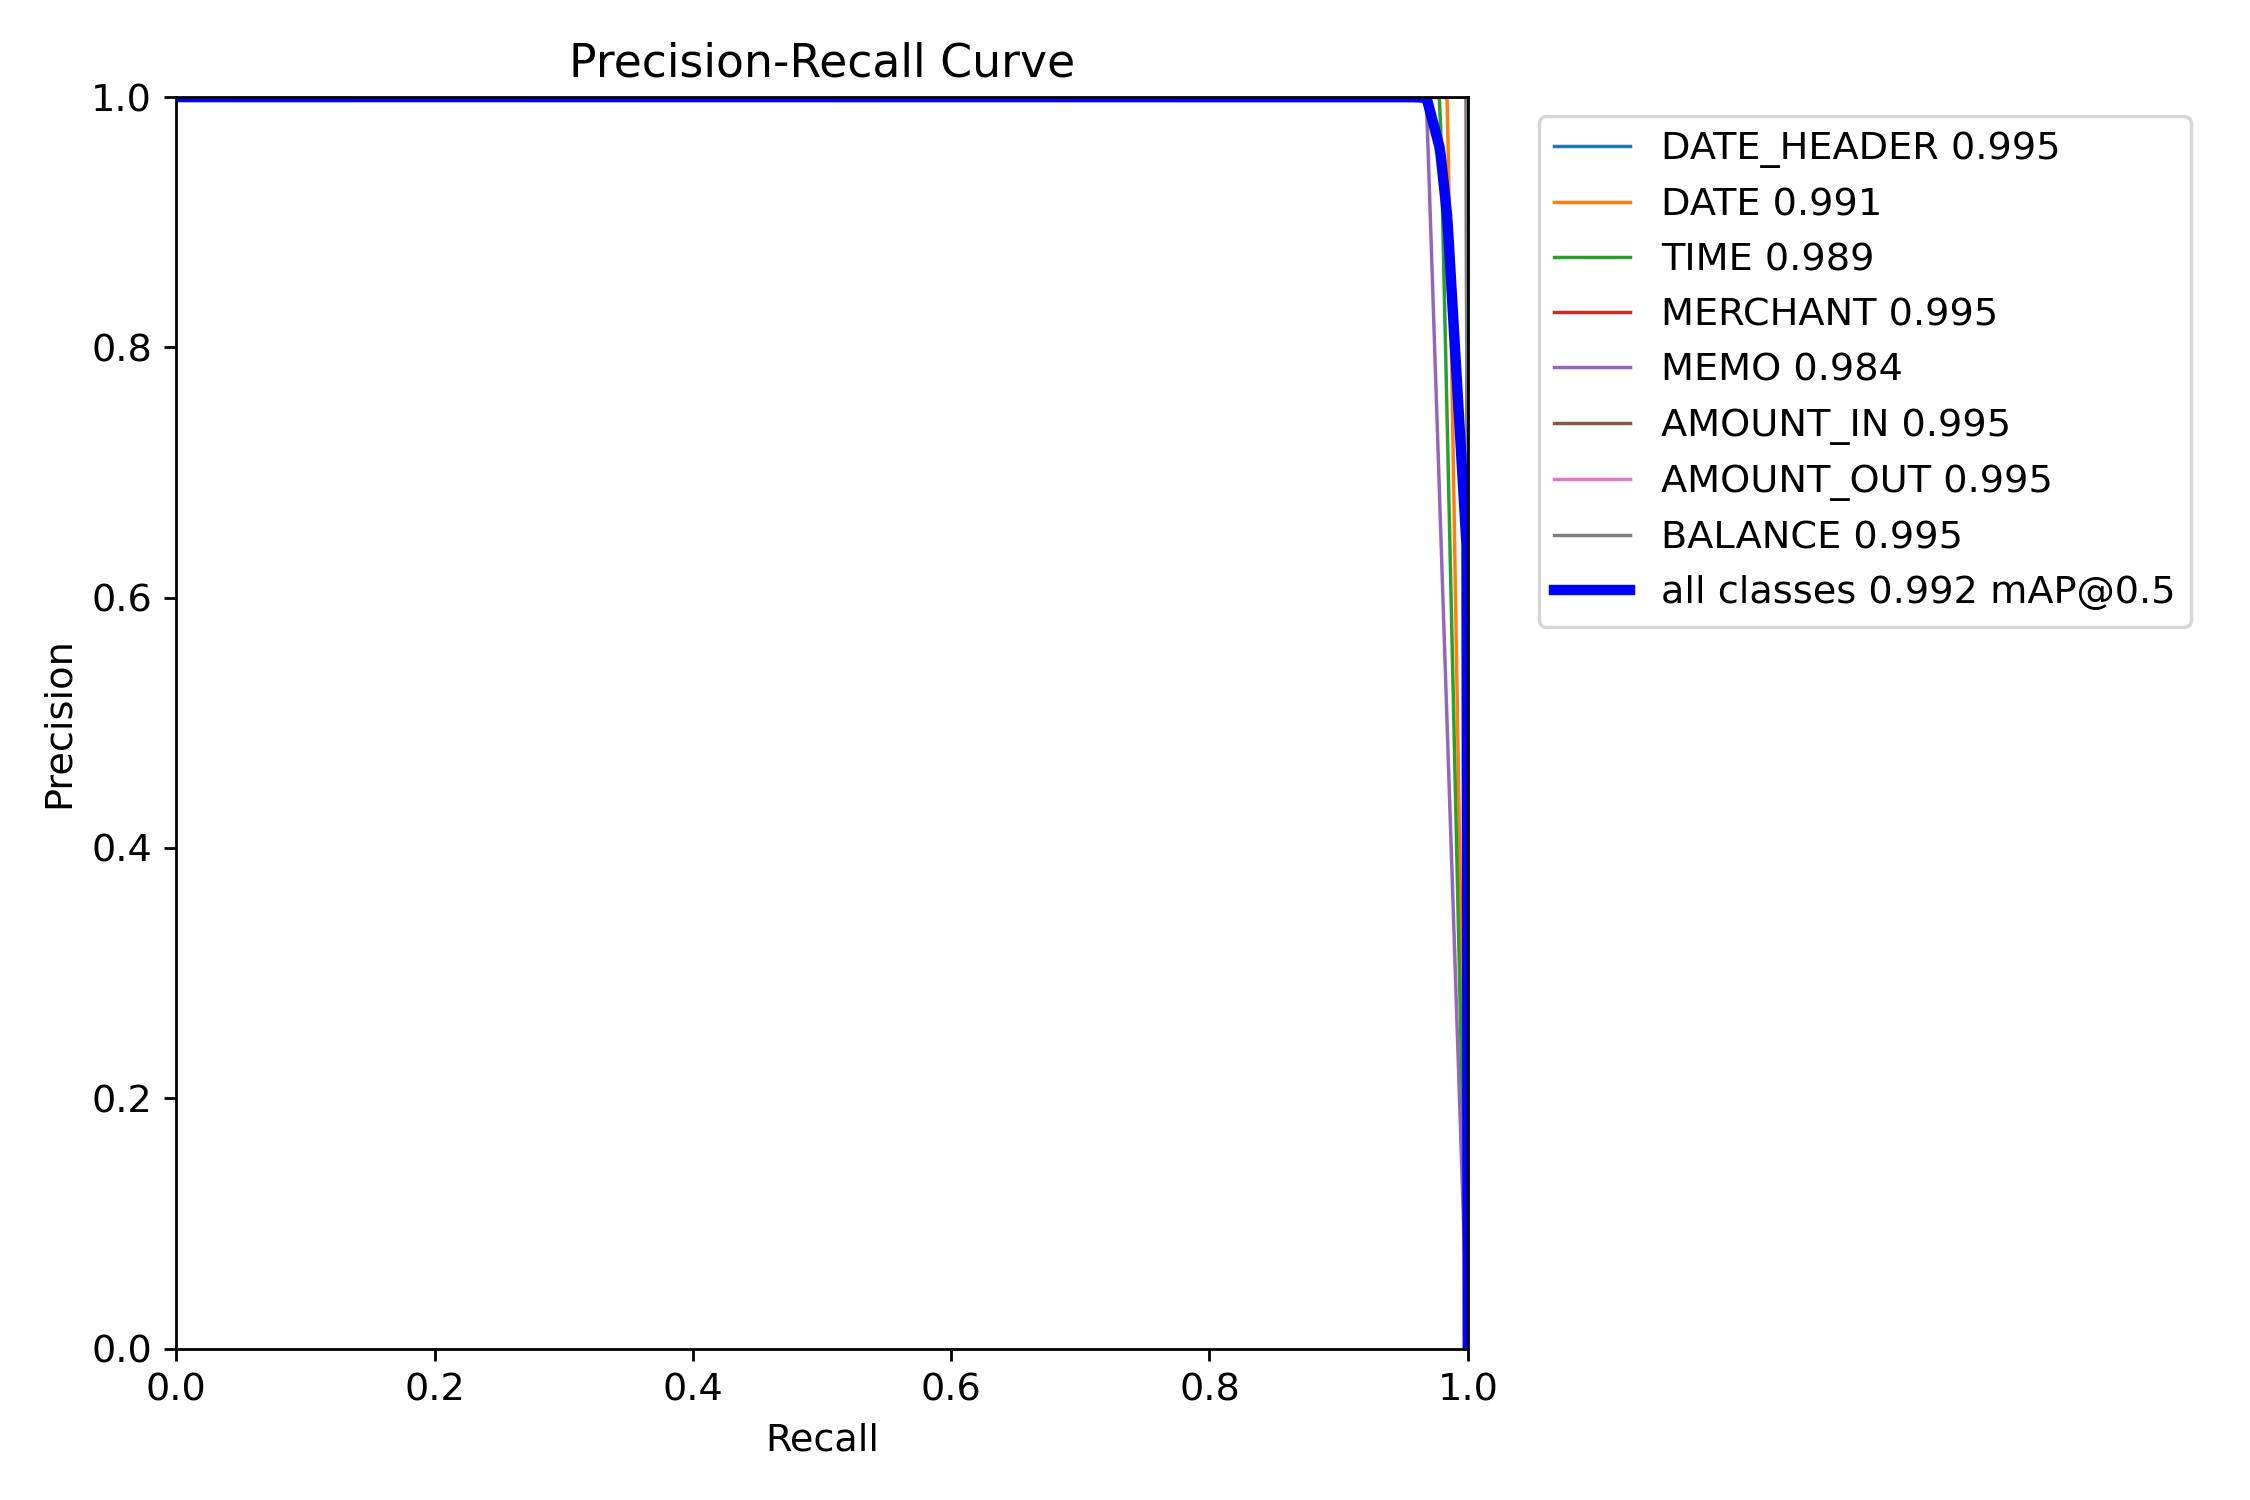 Precision-Recall Curve
1.0
0.8
0.6
0.4
0.2
0.0
Precision
0.0 0.2 0.4 0.6 0.8 1.0
Recall
DATE_HEADER 0.995
DATE 0.991
TIME 0.989
MERCHANT 0.995
MEMO 0.984
AMOUNT_IN 0.995
AMOUNT_OUT 0.995
BALANCE 0.995
all classes 0.992 mAP@0.5